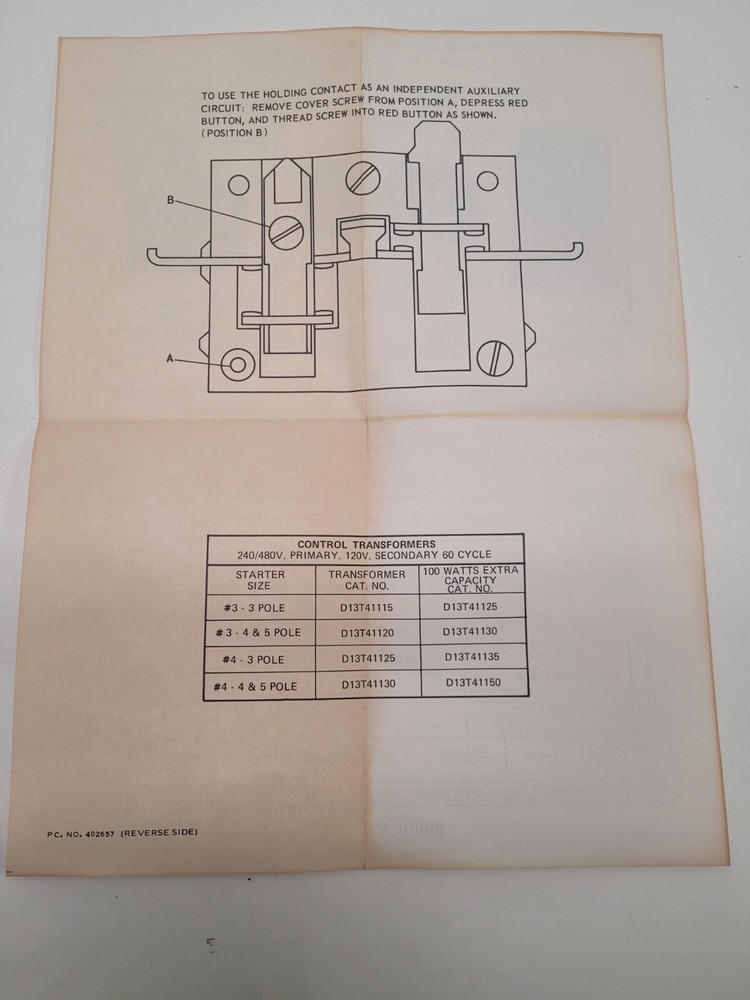 TO USE THE HOLDING CONTACT AS AN INDEPENDENT AUXILIARY
CIRCUIT: REMOVE COVER SCREW FROM POSITION A, DEPRESS RED
BUTTON, AND THREAD SCREW INTO RED BUTTON AS SHOWN.
(POSITION B)
B
A
CONTROL TRANSFORMERS
240/480V. PRIMARY. 120V. SECONDARY 60 CYCLE
STARTER SIZE TRANSFORMER CAT. NO. 100 WATTS EXTRA CAPACITY CAT. NO.
#3 - 3 POLE D13T41115 D13T41125
#3 - 4 & 5 POLE D13T41120 D13T41130
#4 - 3 POLE D13T41125 D13T41135
#4 - 4 & 5 POLE D13T41130 D13T41150
P.C. NO. 402657 (REVERSE SIDE)